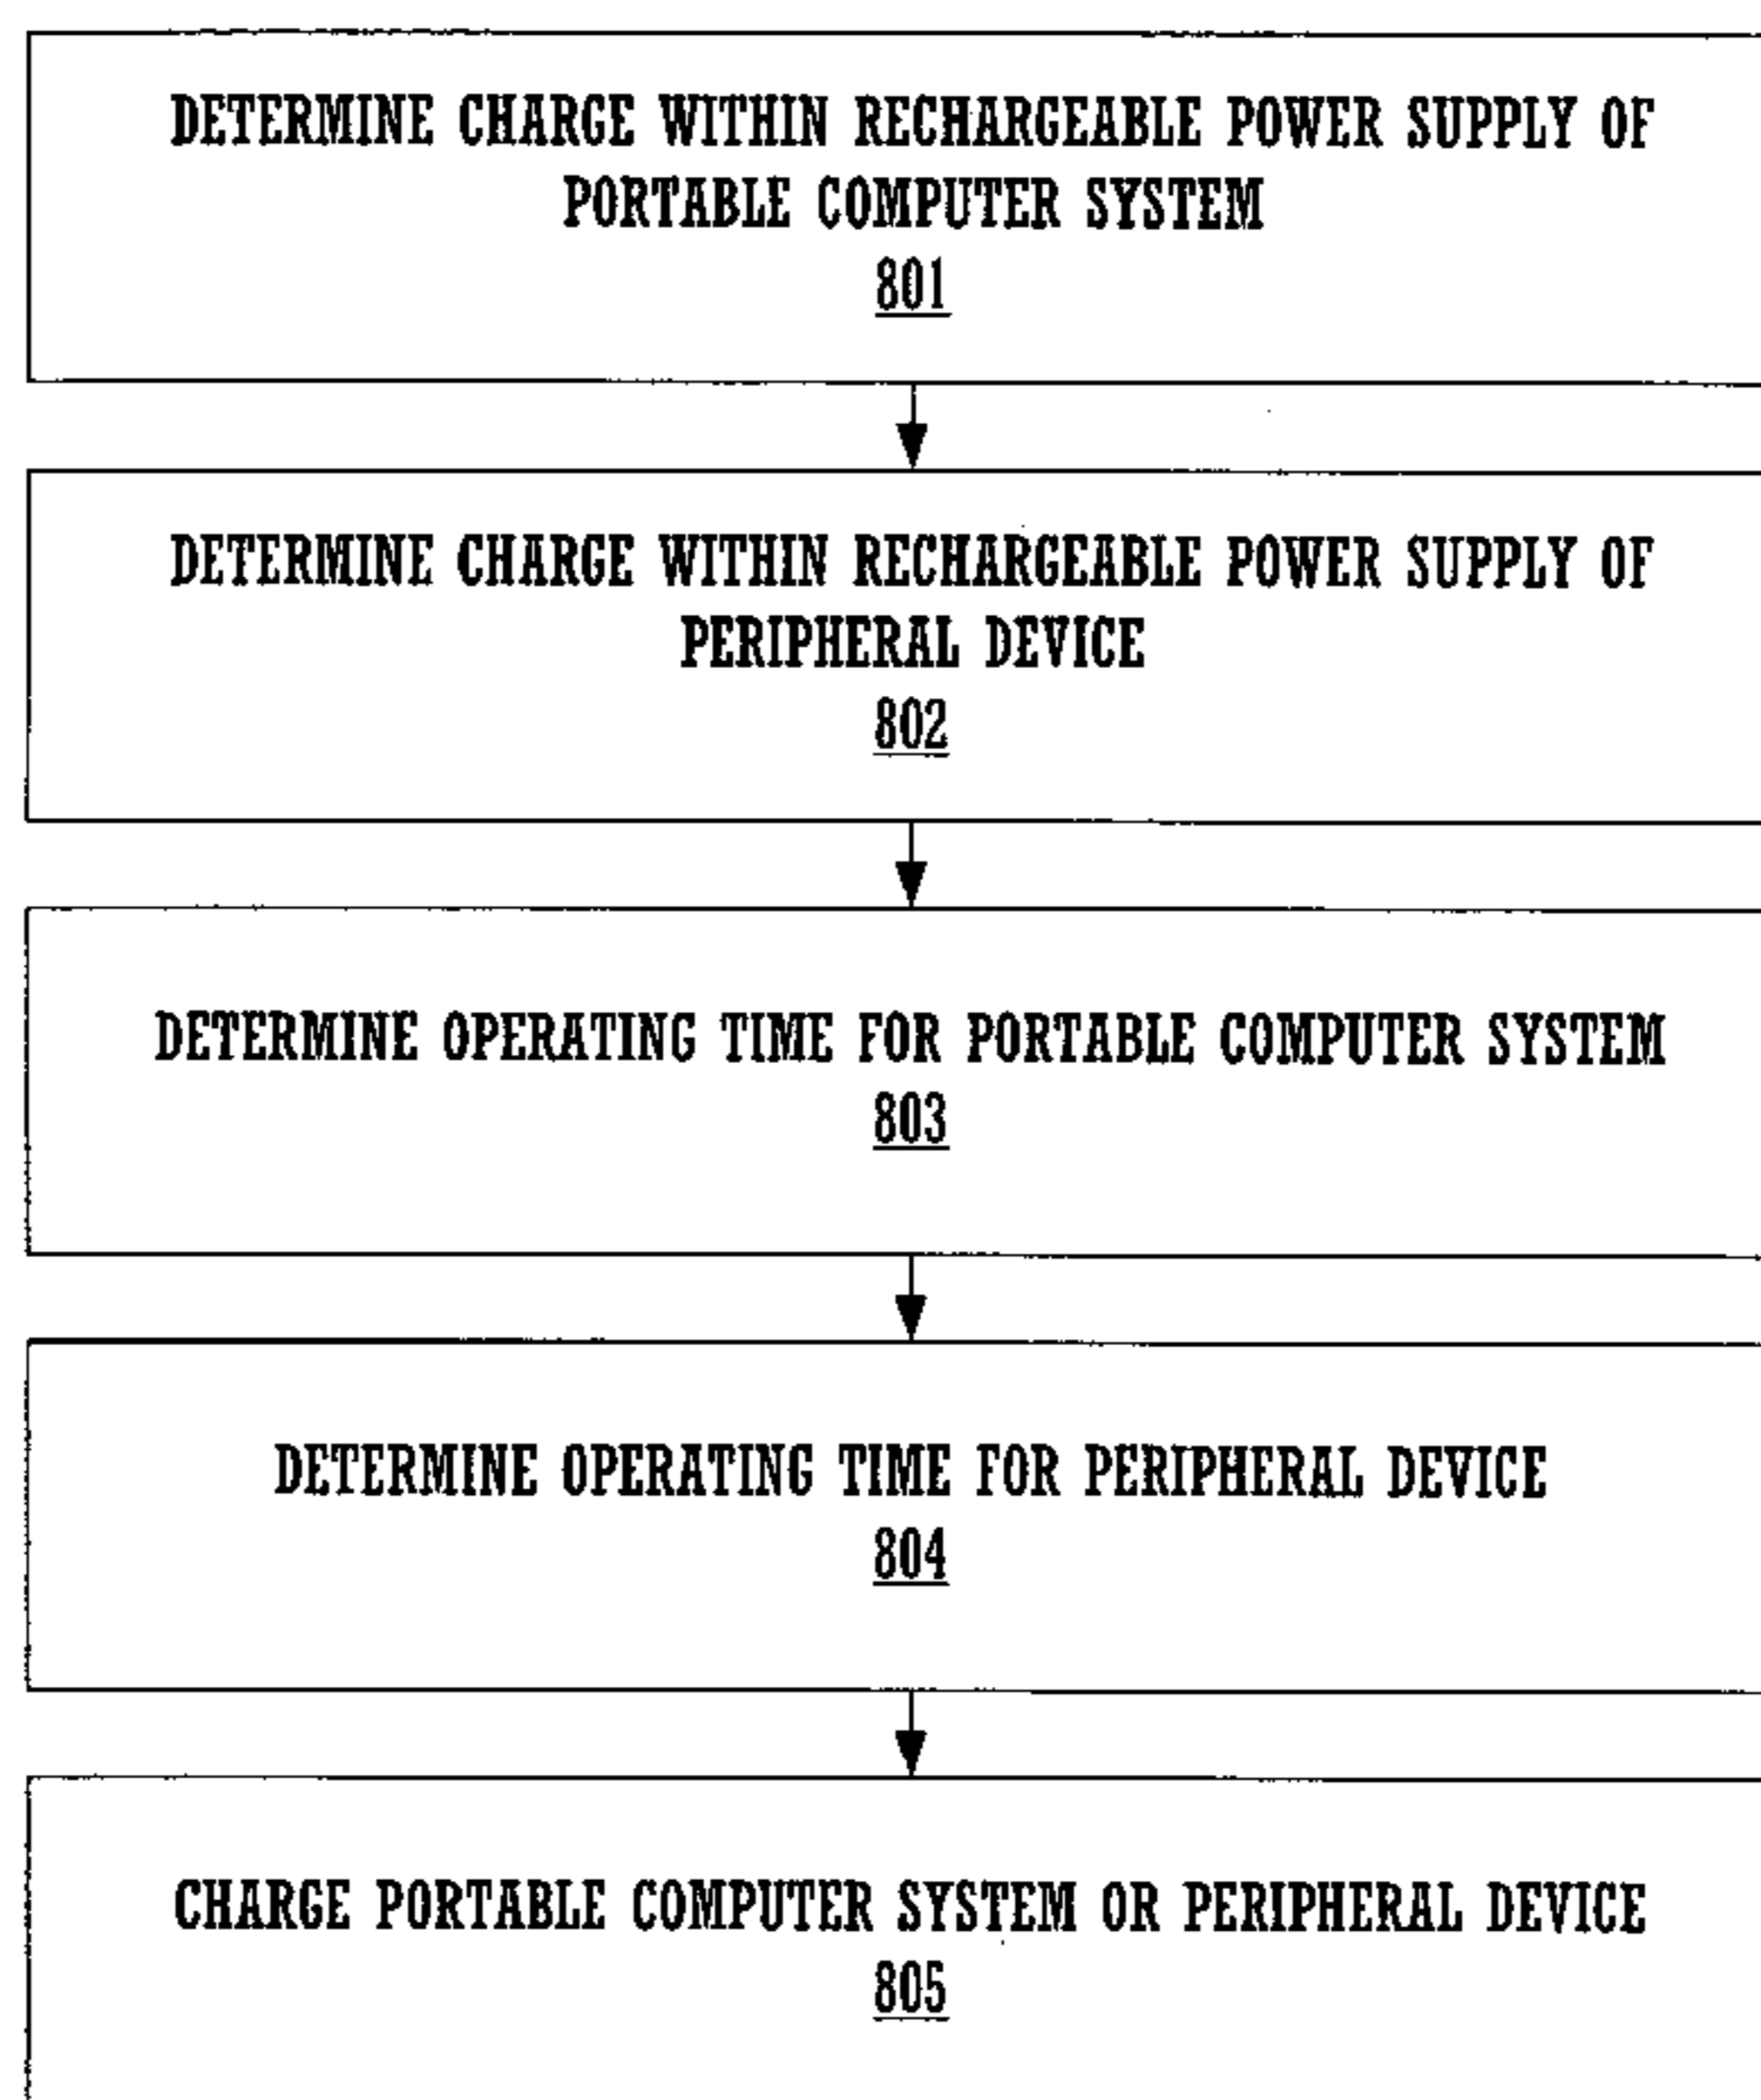 DETERMINE CHARGE WITHIN RECHARGEABLE POWER SUPPLY OF
PORTABLE COMPUTER SYSTEM
801
DETERMINE CHARGE WITHIN RECHARGEABLE POWER SUPPLY OF
PERIPHERAL DEVICE
802
DETERMINE OPERATING TIME FOR PORTABLE COMPUTER SYSTEM
803
DETERMINE OPERATING TIME FOR PERIPHERAL DEVICE
804
CHARGE PORTABLE COMPUTER SYSTEM OR PERIPHERAL DEVICE
805